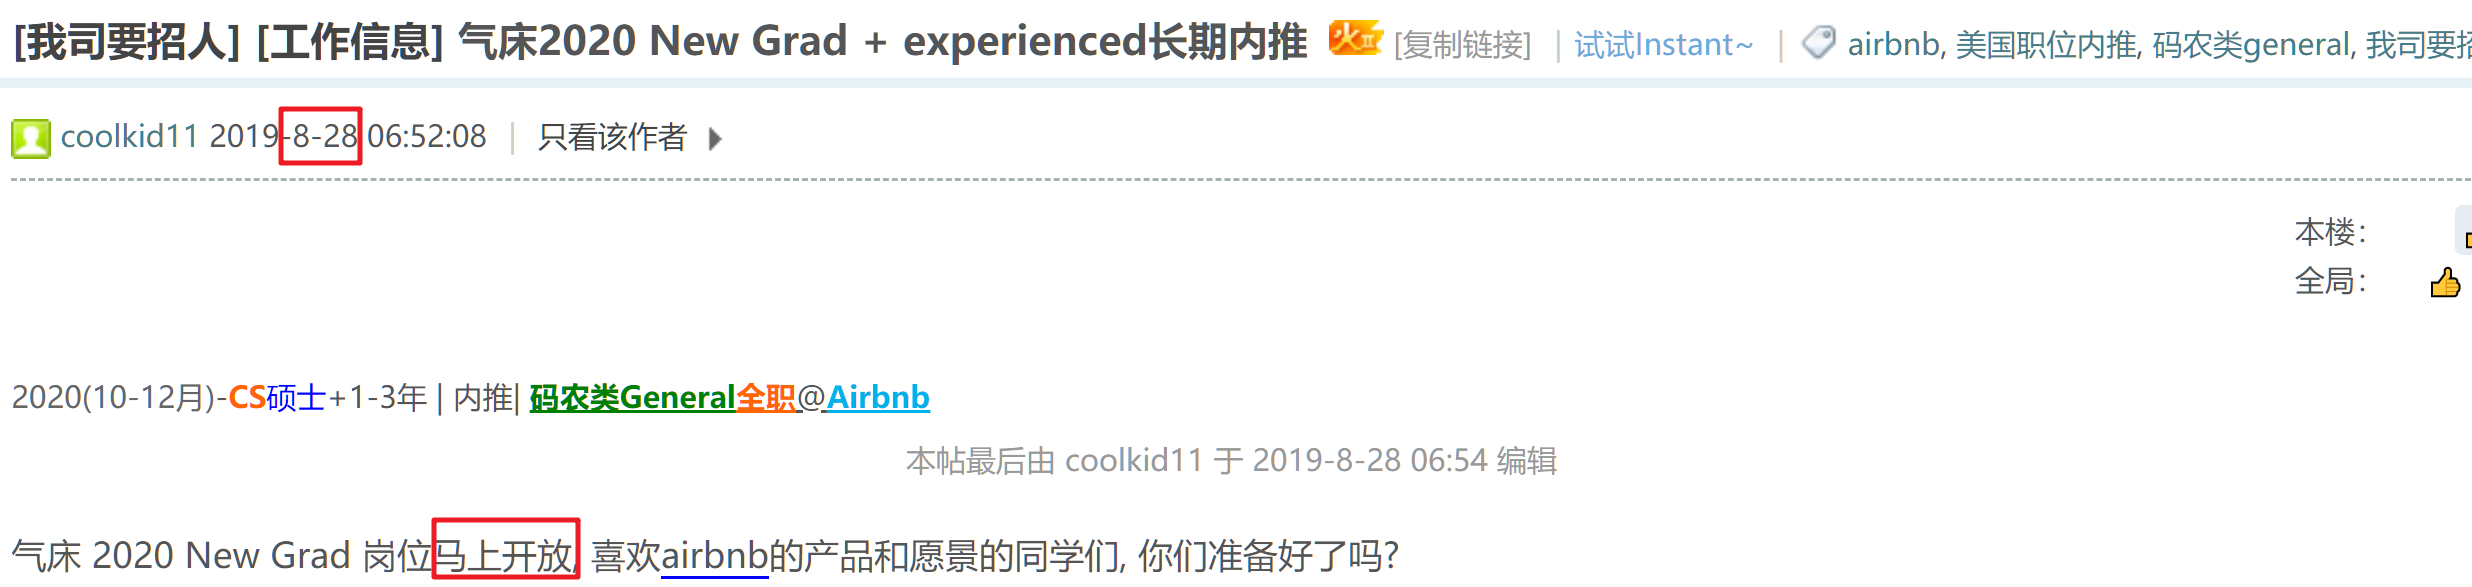 [我司要招人] [工作信息] 气床2020 New Grad + experienced长期内推 火 [复制链接] | 试试Instant~ | airbnb, 美国职位内推, 码农类general, 我司要招
coolkid11 2019-8-28 06:52:08 | 只看该作者
本楼：
全局：
2020(10-12月)-CS硕士+1-3年 | 内推| 码农类General全职@Airbnb
本帖最后由 coolkid11 于 2019-8-28 06:54 编辑
气床 2020 New Grad 岗位马上开放, 喜欢airbnb的产品和愿景的同学们, 你们准备好了吗?